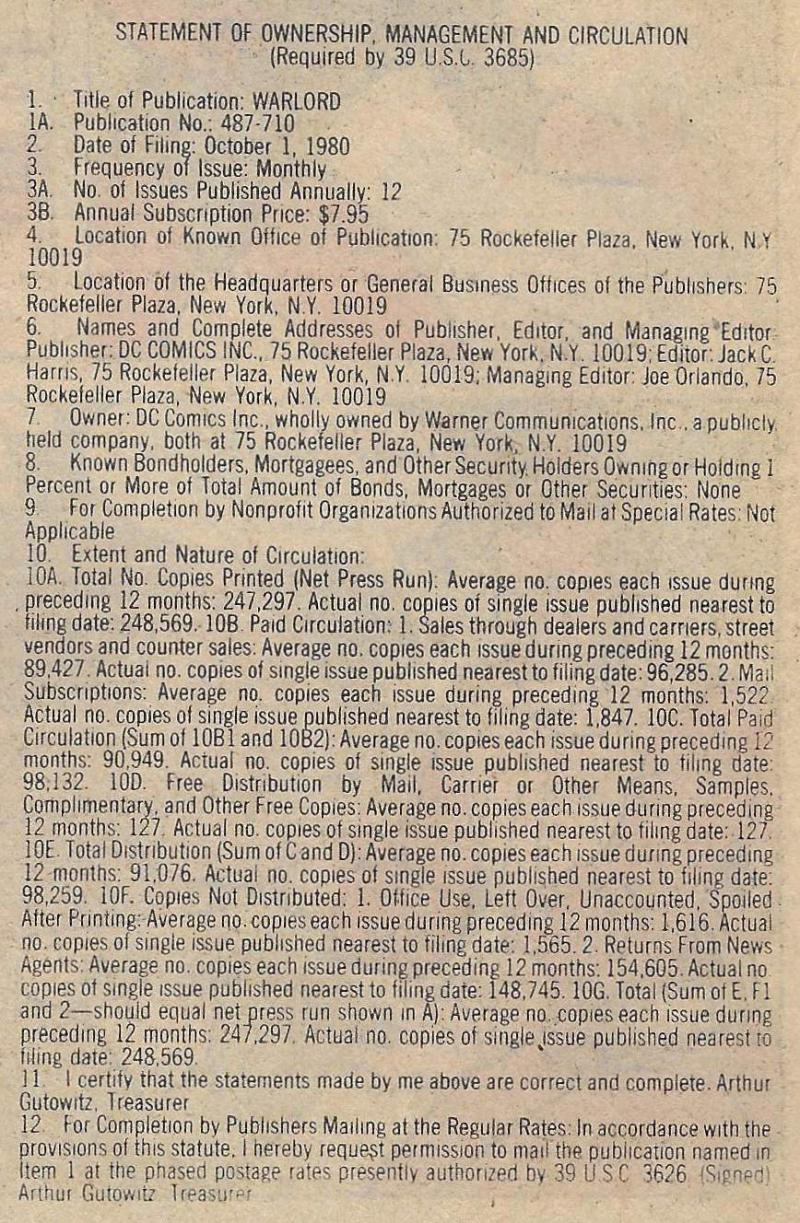 STATEMENT OF OWNERSHIP, MANAGEMENT AND CIRCULATION
(Required by 39 U.S.C. 3685)
1. Title of Publication: WARLORD
1A. Publication No.: 487-710
2. Date of Filing: October 1, 1980
3. Frequency of Issue: Monthly
3A. No. of Issues Published Annually: 12
3B. Annual Subscription Price: $7.95
4. Location of Known Office of Publication: 75 Rockefeller Plaza, New York, N.Y
10019
5. Location of the Headquarters or General Business Offices of the Publishers: 75
Rockefeller Plaza, New York, N.Y. 10019
6. Names and Complete Addresses of Publisher, Editor, and Managing Editor:
Publisher: DC COMICS INC., 75 Rockefeller Plaza, New York, N.Y. 10019; Editor: Jack C.
Harris, 75 Rockefeller Plaza, New York, N.Y. 10019; Managing Editor: Joe Orlando, 75
Rockefeller Plaza, New York, N.Y. 10019
7. Owner: DC Comics Inc., wholly owned by Warner Communications, Inc., a publicly
held company, both at 75 Rockefeller Plaza, New York, N.Y. 10019
8. Known Bondholders, Mortgagees, and Other Security Holders Owning or Holding 1
Percent or More of Total Amount of Bonds, Mortgages or Other Securities: None
9. For Completion by Nonprofit Organizations Authorized to Mail at Special Rates: Not
Applicable
10. Extent and Nature of Circulation:
10A. Total No. Copies Printed (Net Press Run): Average no. copies each issue during
preceding 12 months: 247,297. Actual no. copies of single issue published nearest to
filing date: 248,569. 10B. Paid Circulation: 1. Sales through dealers and carriers, street
vendors and counter sales: Average no. copies each issue during preceding 12 months:
89,427. Actual no. copies of single issue published nearest to filing date: 96,285. 2. Mail
Subscriptions: Average no. copies each issue during preceding 12 months: 1,522.
Actual no. copies of single issue published nearest to filing date: 1,847. 10C. Total Paid
Circulation (Sum of 10B1 and 10B2): Average no. copies each issue during preceding 12
months: 90,949. Actual no. copies of single issue published nearest to filing date:
98,132. 10D. Free Distribution by Mail, Carrier or Other Means, Samples,
Complimentary, and Other Free Copies: Average no. copies each issue during preceding
12 months: 127. Actual no. copies of single issue published nearest to filing date: 127.
10E. Total Distribution (Sum of C and D): Average no. copies each issue during preceding
12 months: 91,076. Actual no. copies of single issue published nearest to filing date:
98,259. 10F. Copies Not Distributed: 1. Office Use, Left Over, Unaccounted, Spoiled
After Printing: Average no. copies each issue during preceding 12 months: 1,616. Actual
no. copies of single issue published nearest to filing date: 1,565. 2. Returns From News
Agents: Average no. copies each issue during preceding 12 months: 154,605. Actual no.
copies of single issue published nearest to filing date: 148,745. 10G. Total (Sum of E, F1
and 2—should equal net press run shown in A): Average no. copies each issue during
preceding 12 months: 247,297. Actual no. copies of single issue published nearest to
filing date: 248,569.
11. I certify that the statements made by me above are correct and complete. Arthur
Gutowitz, Treasurer
12. For Completion by Publishers Mailing at the Regular Rates: In accordance with the
provisions of this statute, I hereby request permission to mail the publication named in
Item 1 at the phased postage rates presently authorized by 39 U.S.C. 3626. (Signed)
Arthur Gutowitz Treasurer